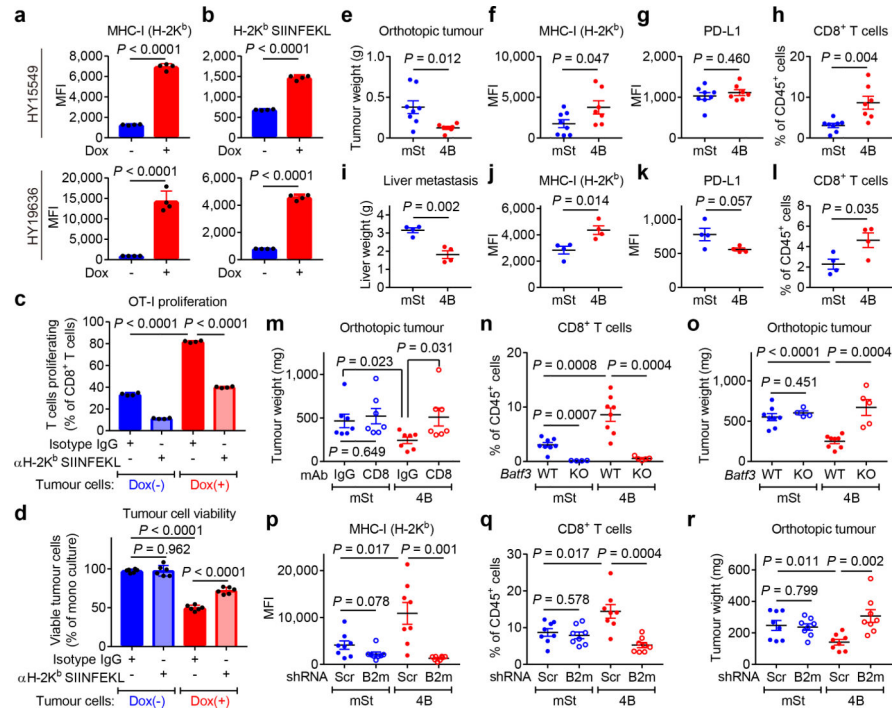 a MHC-I (H-2Kᵇ)
HY15549
MFI
8,000
6,000
4,000
2,000
0
P < 0.0001
Dox - +
HY19636
MFI
20,000
15,000
10,000
5,000
0
P < 0.0001
Dox - +
b H-2Kᵇ SIINFEKL
2,000
1,500
1,000
500
0
P < 0.0001
Dox - +
6,000
4,000
2,000
0
P < 0.0001
Dox - +
c OT-I proliferation
T cells proliferating
(% of CD8⁺ T cells)
100
80
60
40
20
0
P < 0.0001 P < 0.0001
Isotype IgG + +
αH-2Kᵇ SIINFEKL + +
Tumour cells: Dox(-) Dox(+)
d Tumour cell viability
Viable tumour cells
(% of mono culture)
100
50
0
P < 0.0001
P = 0.962
P < 0.0001
Isotype IgG + +
αH-2Kᵇ SIINFEKL + +
Tumour cells: Dox(-) Dox(+)
e Orthotopic tumour
Tumour weight (g)
1.0
0.5
0
P = 0.012
mSt 4B
f MHC-I (H-2Kᵇ)
MFI
10,000
5,000
0
P = 0.047
mSt 4B
g PD-L1
MFI
2,000
1,000
0
P = 0.460
mSt 4B
h CD8⁺ T cells
% of CD45⁺ cells
20
15
10
5
0
P = 0.004
mSt 4B
i Liver metastasis
Liver weight (g)
4
3
2
1
0
P = 0.002
mSt 4B
j MHC-I (H-2Kᵇ)
MFI
6,000
4,000
2,000
0
P = 0.014
mSt 4B
k PD-L1
MFI
1,000
500
0
P = 0.057
mSt 4B
l CD8⁺ T cells
% of CD45⁺ cells
8
6
4
2
0
P = 0.035
mSt 4B
m Orthotopic tumour
Tumour weight (mg)
1,000
500
0
P = 0.023
P = 0.031
P = 0.649
mAb IgG CD8 IgG CD8
mSt 4B
n CD8⁺ T cells
% of CD45⁺ cells
20
15
10
5
0
P = 0.0008
P = 0.0004
P = 0.0007
Batf3 WT KO WT KO
mSt 4B
o Orthotopic tumour
Tumour weight (mg)
1,000
500
0
P < 0.0001
P = 0.0004
P = 0.451
Batf3 WT KO WT KO
mSt 4B
p MHC-I (H-2Kᵇ)
MFI
20,000
10,000
0
P = 0.017
P = 0.001
P = 0.078
shRNA Scr B2m Scr B2m
mSt 4B
q CD8⁺ T cells
% of CD45⁺ cells
30
20
10
0
P = 0.017
P = 0.0004
P = 0.578
shRNA Scr B2m Scr B2m
mSt 4B
r Orthotopic tumour
Tumour wight (mg)
600
400
200
0
P = 0.011
P = 0.002
P = 0.799
shRNA Scr B2m Scr B2m
mSt 4B